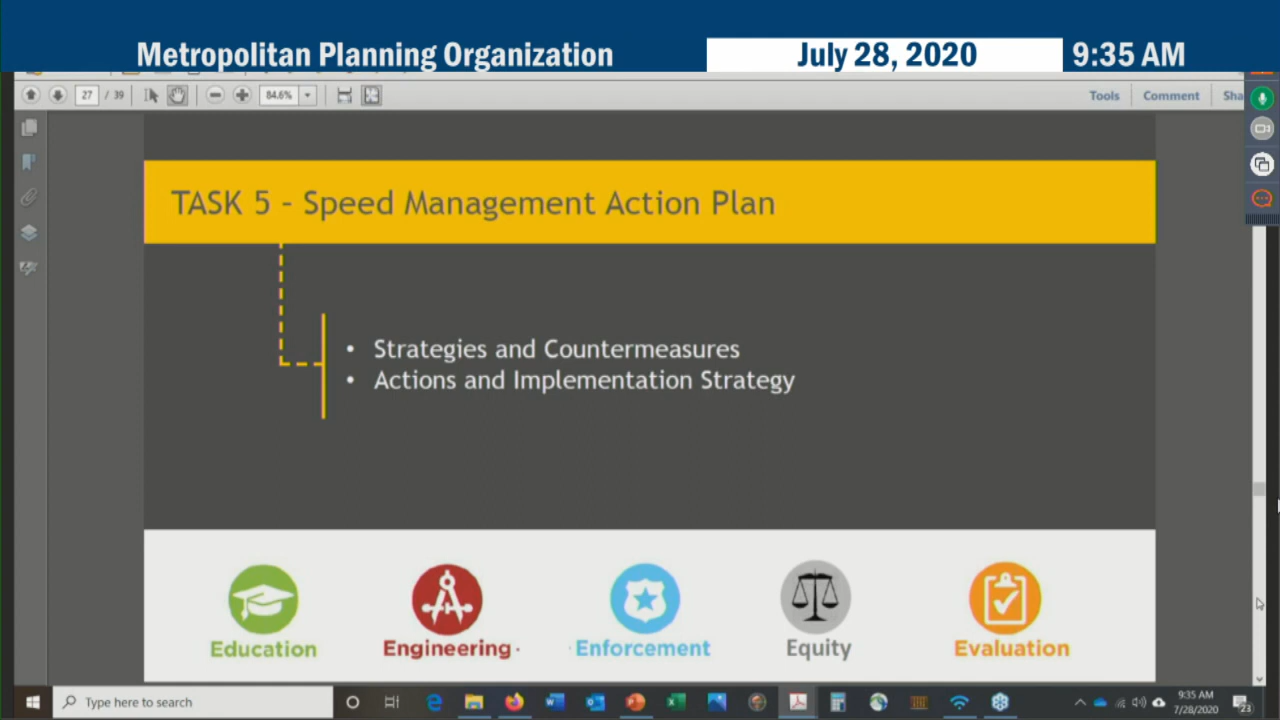 Metropolitan Planning Organization July 28, 2020 9:35 AM
27 / 39 84.6% Tools Comment Sha
TASK 5 - Speed Management Action Plan
• Strategies and Countermeasures
• Actions and Implementation Strategy
Education Engineering Enforcement Equity Evaluation
Type here to search
9:35 AM
7/28/2020
23